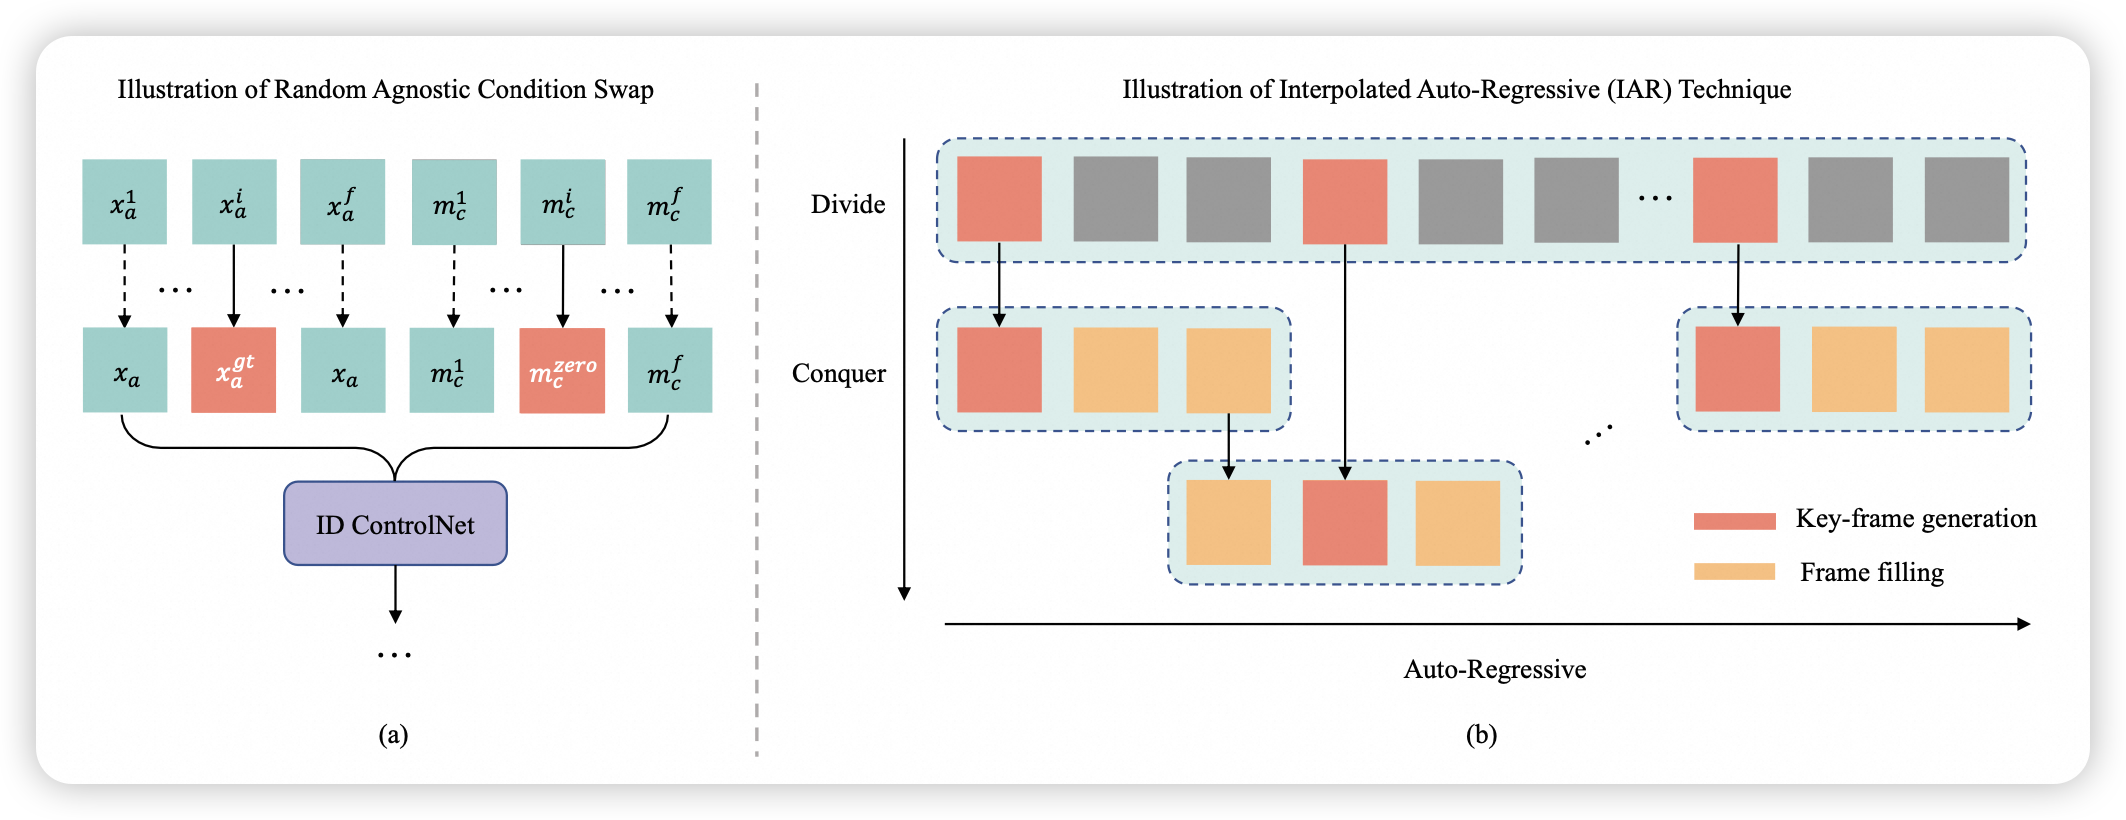 Illustration of Random Agnostic Condition Swap
x_a^1 x_a^i x_a^f m_c^1 m_c^i m_c^f
... ... ... ...
x_a x_a^{gt} x_a m_c^1 m_c^{zero} m_c^f
ID ControlNet
...
(a)
Illustration of Interpolated Auto-Regressive (IAR) Technique
Divide
...
Conquer
...
Key-frame generation
Frame filling
Auto-Regressive
(b)